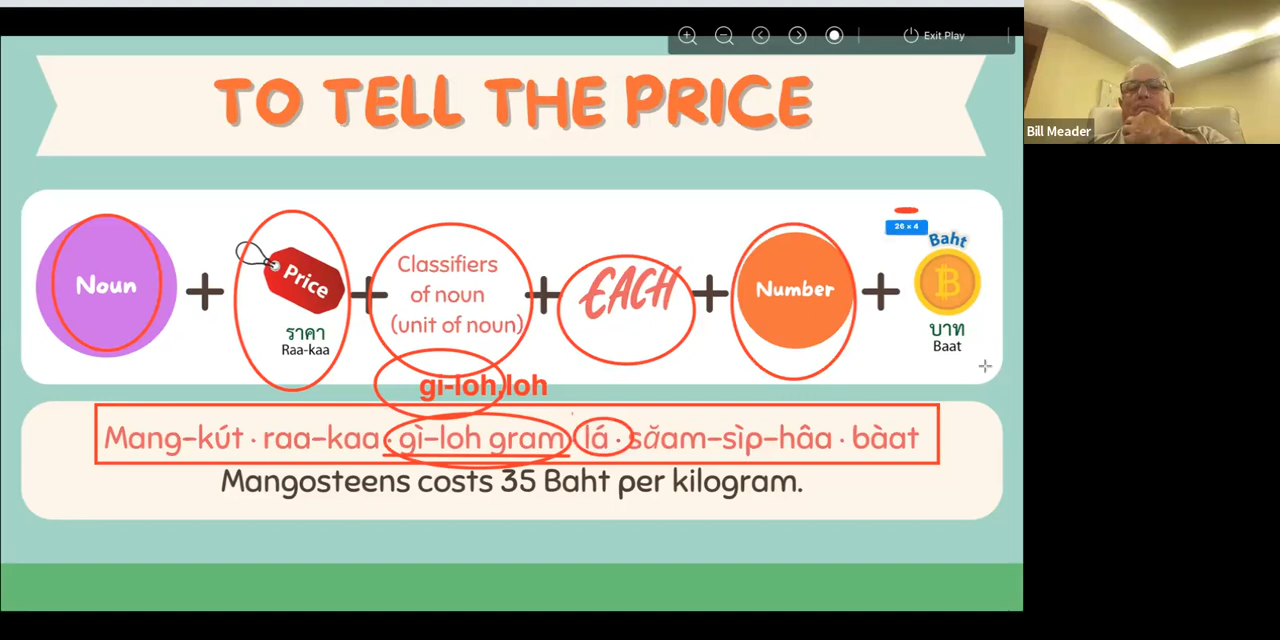 Exit Play
TO TELL THE PRICE
Bill Meader
Noun
Price
ราคา
Raa-kaa
Classifiers
of noun
(unit of noun)
EACH
Number
26 x 4
Baht
บาท
Baat
gi-loh,loh
Mang-kút · raa-kaa · gì-loh gram · lá · săam-sìp-hâa · bàat
Mangosteens costs 35 Baht per kilogram.